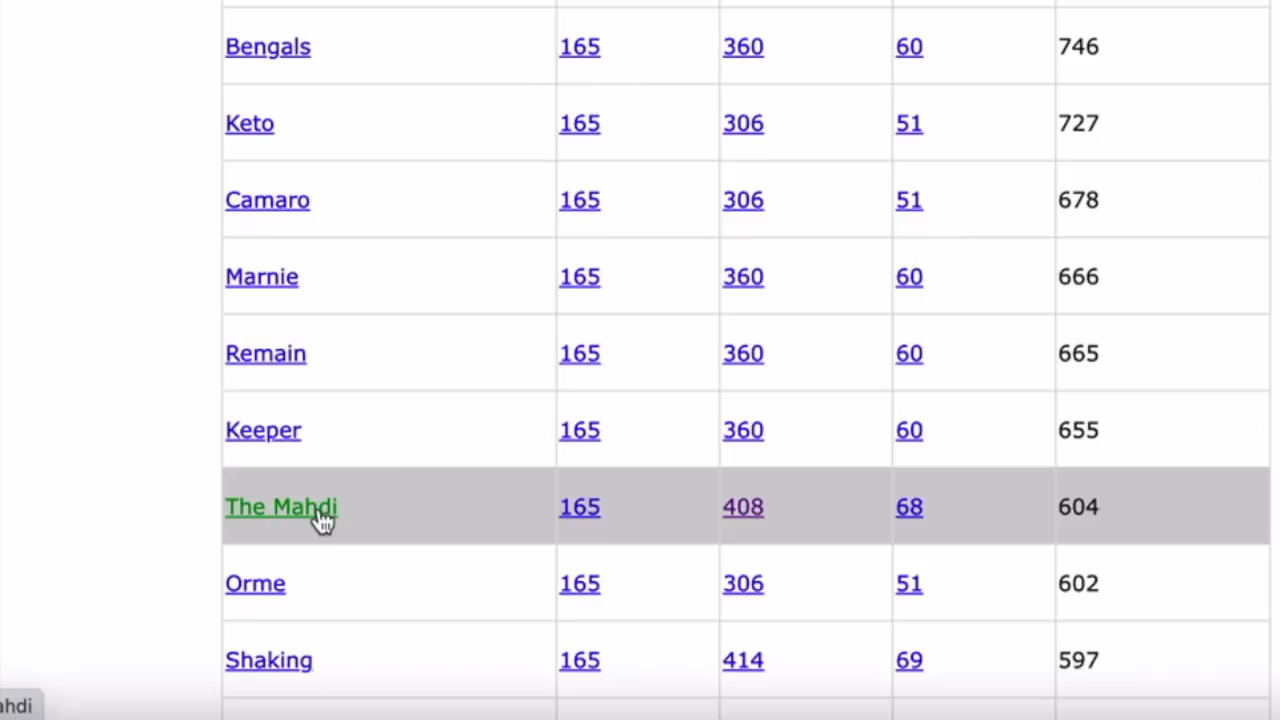 Bengals 165 360 60 746
Keto 165 306 51 727
Camaro 165 306 51 678
Marnie 165 360 60 666
Remain 165 360 60 665
Keeper 165 360 60 655
The Mahdi 165 408 68 604
Orme 165 306 51 602
Shaking 165 414 69 597
ahdi